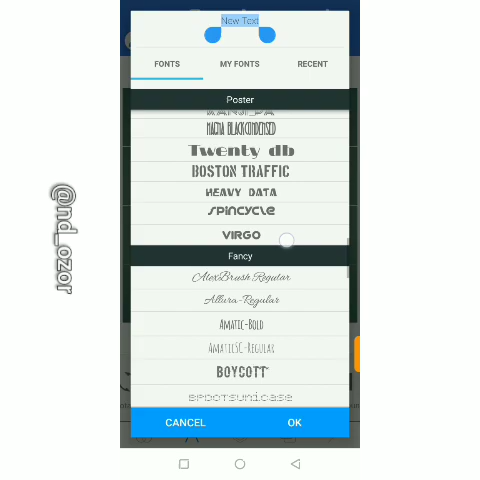 New Text
FONTS
MY FONTS
RECENT
Poster
MAGNA BLACKCONDENSED
Twenty db
BOSTON TRAFFIC
HEAVY DATA
SPINCYCLE
VIRGO
Fancy
AlexBrush-Regular
Allura-Regular
Amatic-Bold
AmaticSC-Regular
BOYCOTT
CANCEL
OK
@nd_ozor